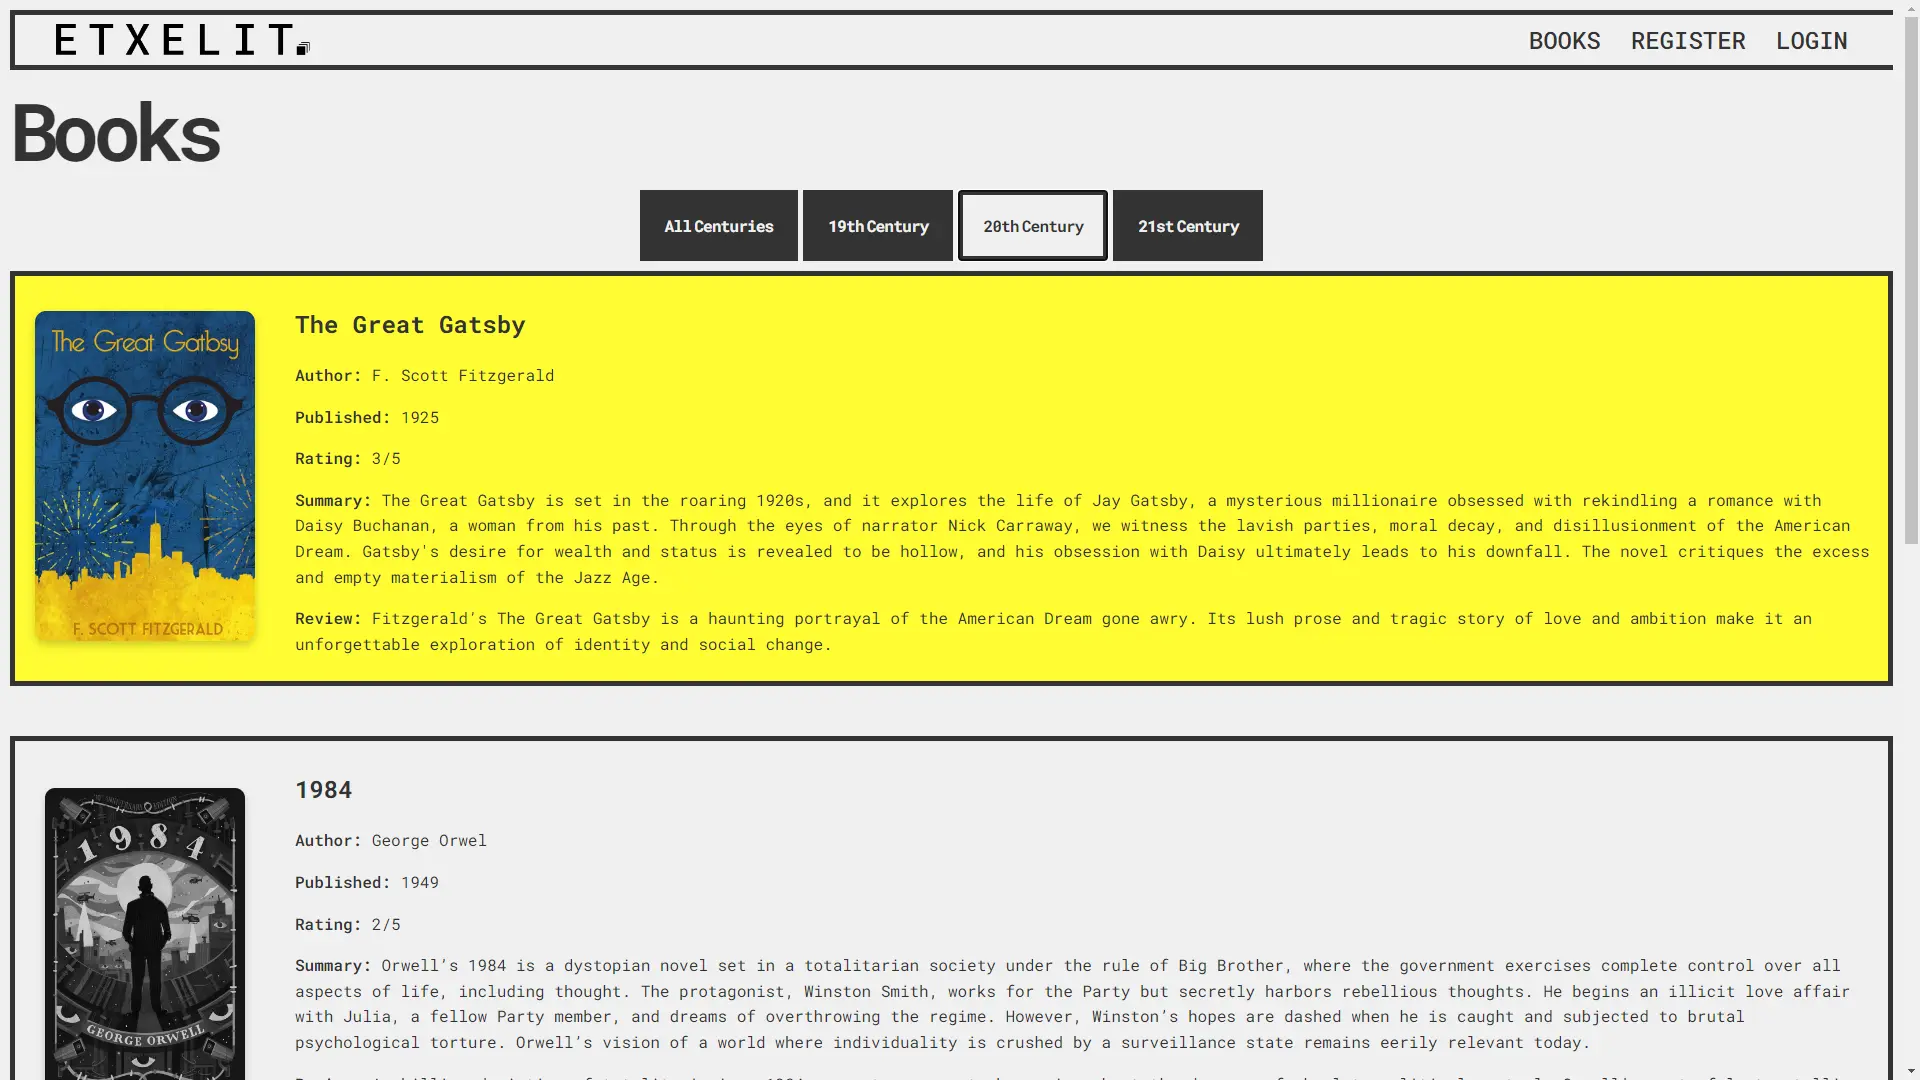 ETXELIT
BOOKS REGISTER LOGIN
Books
All Centuries 19th Century 20th Century 21st Century
The Great Gatbsy
F. SCOTT FITZGERALD
The Great Gatsby
Author: F. Scott Fitzgerald
Published: 1925
Rating: 3/5
Summary: The Great Gatsby is set in the roaring 1920s, and it explores the life of Jay Gatsby, a mysterious millionaire obsessed with rekindling a romance with
Daisy Buchanan, a woman from his past. Through the eyes of narrator Nick Carraway, we witness the lavish parties, moral decay, and disillusionment of the American
Dream. Gatsby's desire for wealth and status is revealed to be hollow, and his obsession with Daisy ultimately leads to his downfall. The novel critiques the excess
and empty materialism of the Jazz Age.
Review: Fitzgerald’s The Great Gatsby is a haunting portrayal of the American Dream gone awry. Its lush prose and tragic story of love and ambition make it an
unforgettable exploration of identity and social change.
1984
GEORGE ORWELL
1984
Author: George Orwel
Published: 1949
Rating: 2/5
Summary: Orwell’s 1984 is a dystopian novel set in a totalitarian society under the rule of Big Brother, where the government exercises complete control over all
aspects of life, including thought. The protagonist, Winston Smith, works for the Party but secretly harbors rebellious thoughts. He begins an illicit love affair
with Julia, a fellow Party member, and dreams of overthrowing the regime. However, Winston’s hopes are dashed when he is caught and subjected to brutal
psychological torture. Orwell’s vision of a world where individuality is crushed by a surveillance state remains eerily relevant today.